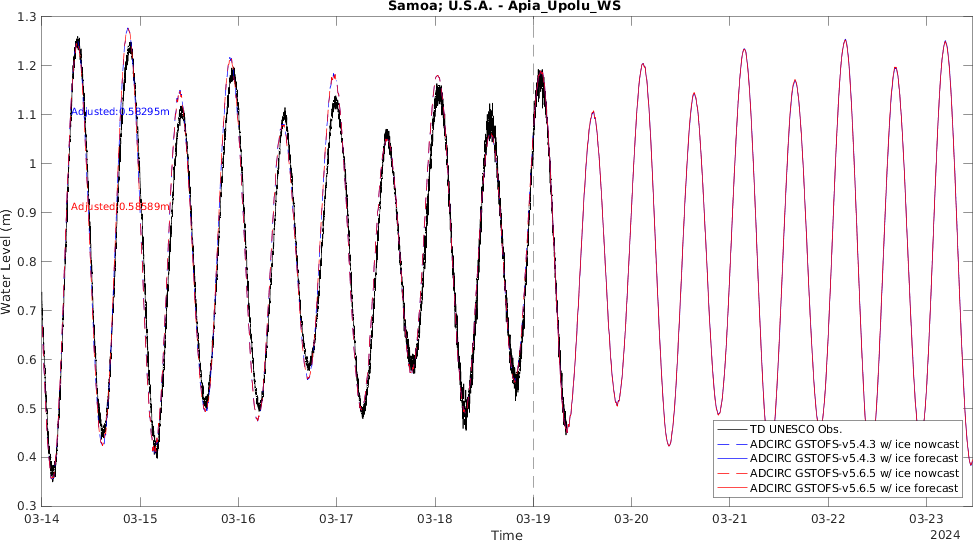 Samoa; U.S.A. - Apia_Upolu_WS
1.3
1.2
1.1
1
0.9
0.8
0.7
0.6
0.5
0.4
0.3
Water Level (m)
Adjusted:0.58295m
Adjusted:0.58589m
TD UNESCO Obs.
ADCIRC GSTOFS-v5.4.3 w/ ice nowcast
ADCIRC GSTOFS-v5.4.3 w/ ice forecast
ADCIRC GSTOFS-v5.6.5 w/ ice nowcast
ADCIRC GSTOFS-v5.6.5 w/ ice forecast
03-14 03-15 03-16 03-17 03-18 03-19 03-20 03-21 03-22 03-23
Time
2024